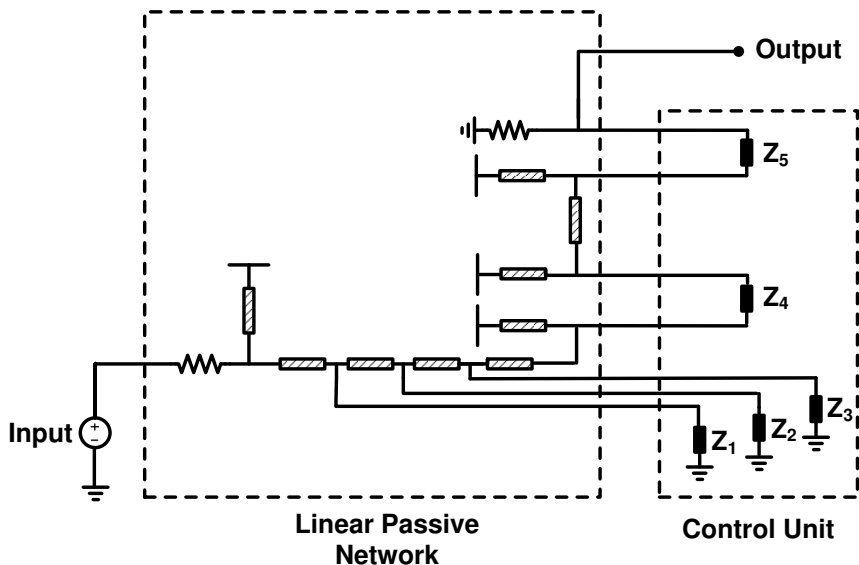 Output
Z5
Z4
Z3
Z2
Z1
Input
+
−
Linear Passive
Network
Control Unit